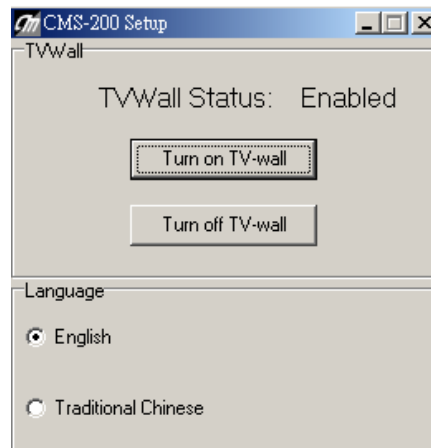 CMS-200 Setup
TVWall
TVWall Status: Enabled
Turn on TV-wall
Turn off TV-wall
Language
English
Traditional Chinese